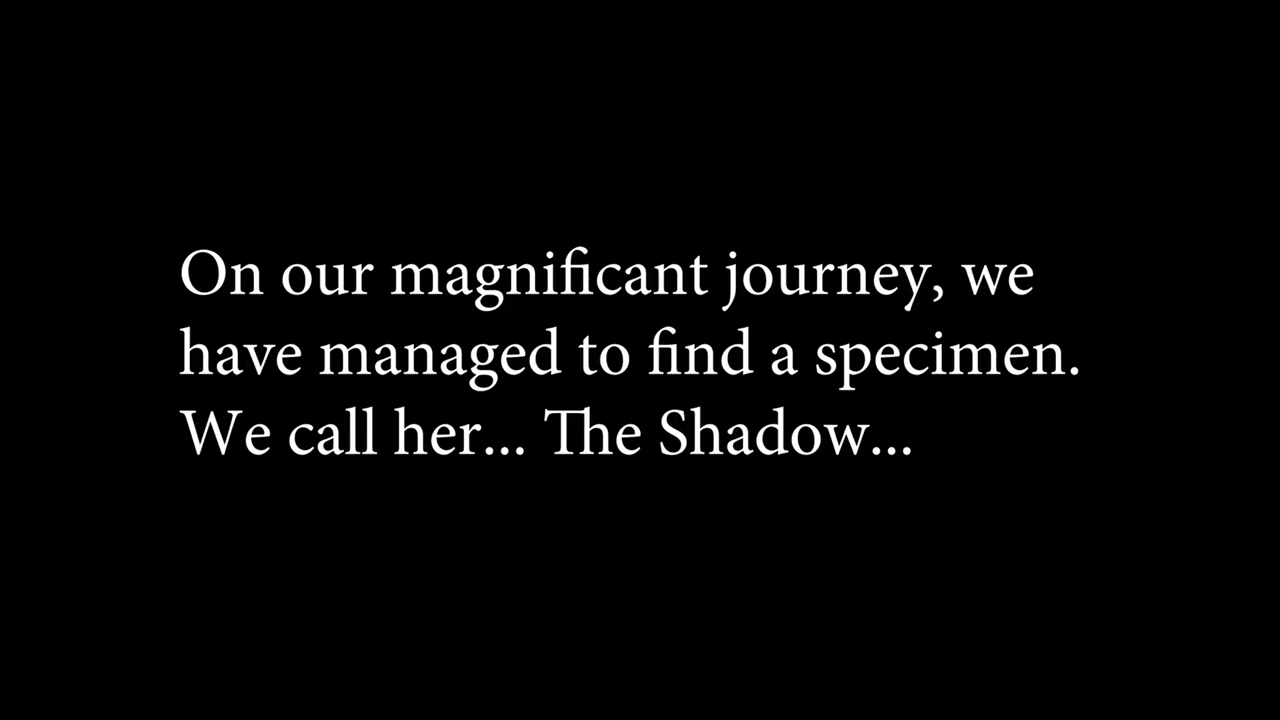 On our magnificant journey, we
have managed to find a specimen.
We call her... The Shadow...